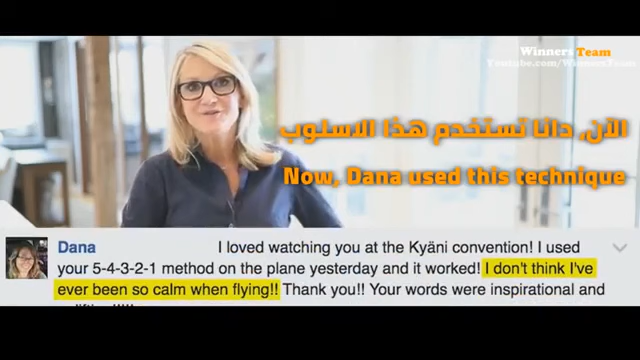 Winners Team
Youtube.com/WinnersTeam
الآن، دانا تستخدم هذا الاسلوب
Now, Dana used this technique
Dana I loved watching you at the Kyäni convention! I used
your 5-4-3-2-1 method on the plane yesterday and it worked! I don't think I've
ever been so calm when flying!! Thank you!! Your words were inspirational and